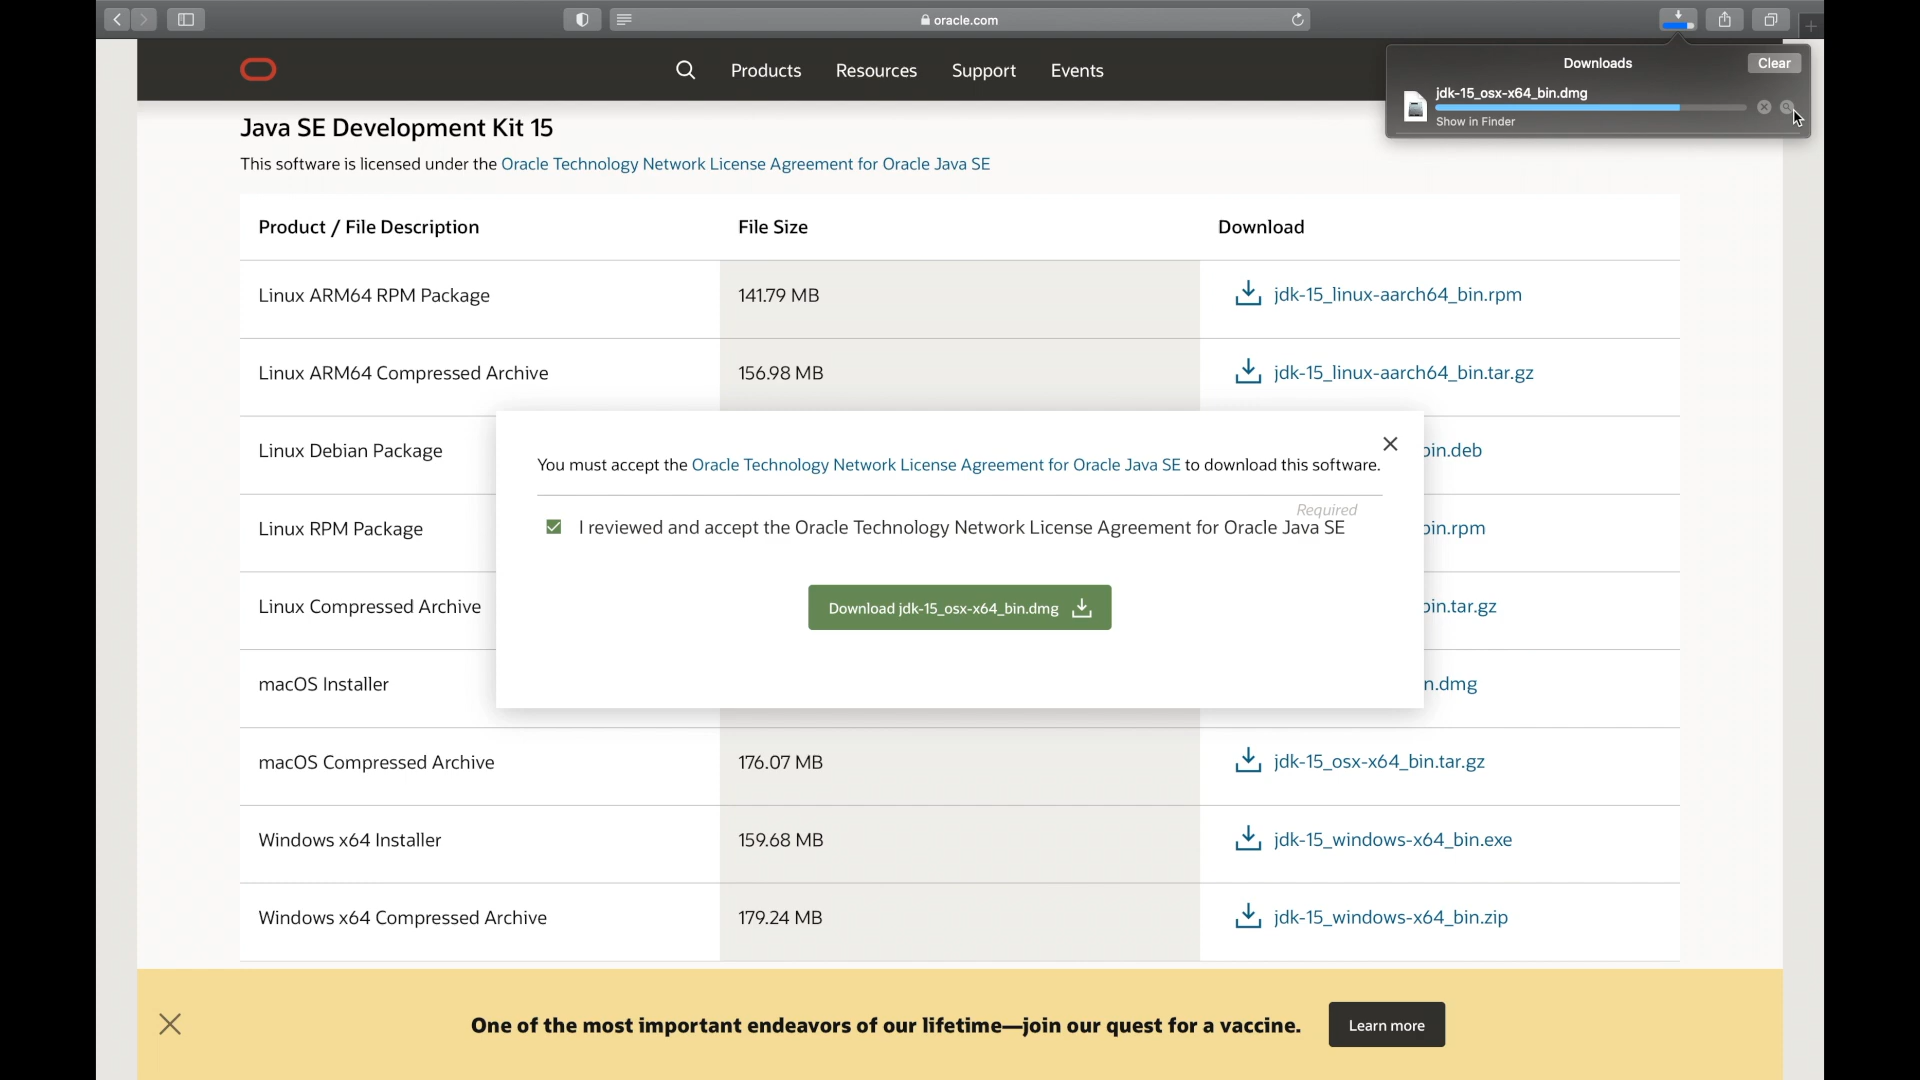 oracle.com
Products
Resources
Support
Events
Downloads
Clear
jdk-15_osx-x64_bin.dmg
Show in Finder
Java SE Development Kit 15
This software is licensed under the Oracle Technology Network License Agreement for Oracle Java SE
Product / File Description
File Size
Download
Linux ARM64 RPM Package
141.79 MB
jdk-15_linux-aarch64_bin.rpm
Linux ARM64 Compressed Archive
156.98 MB
jdk-15_linux-aarch64_bin.tar.gz
Linux Debian Package
bin.deb
You must accept the Oracle Technology Network License Agreement for Oracle Java SE to download this software.
Required
I reviewed and accept the Oracle Technology Network License Agreement for Oracle Java SE
Linux RPM Package
bin.rpm
Download jdk-15_osx-x64_bin.dmg
Linux Compressed Archive
bin.tar.gz
macOS Installer
n.dmg
macOS Compressed Archive
176.07 MB
jdk-15_osx-x64_bin.tar.gz
Windows x64 Installer
159.68 MB
jdk-15_windows-x64_bin.exe
Windows x64 Compressed Archive
179.24 MB
jdk-15_windows-x64_bin.zip
One of the most important endeavors of our lifetime—join our quest for a vaccine.
Learn more